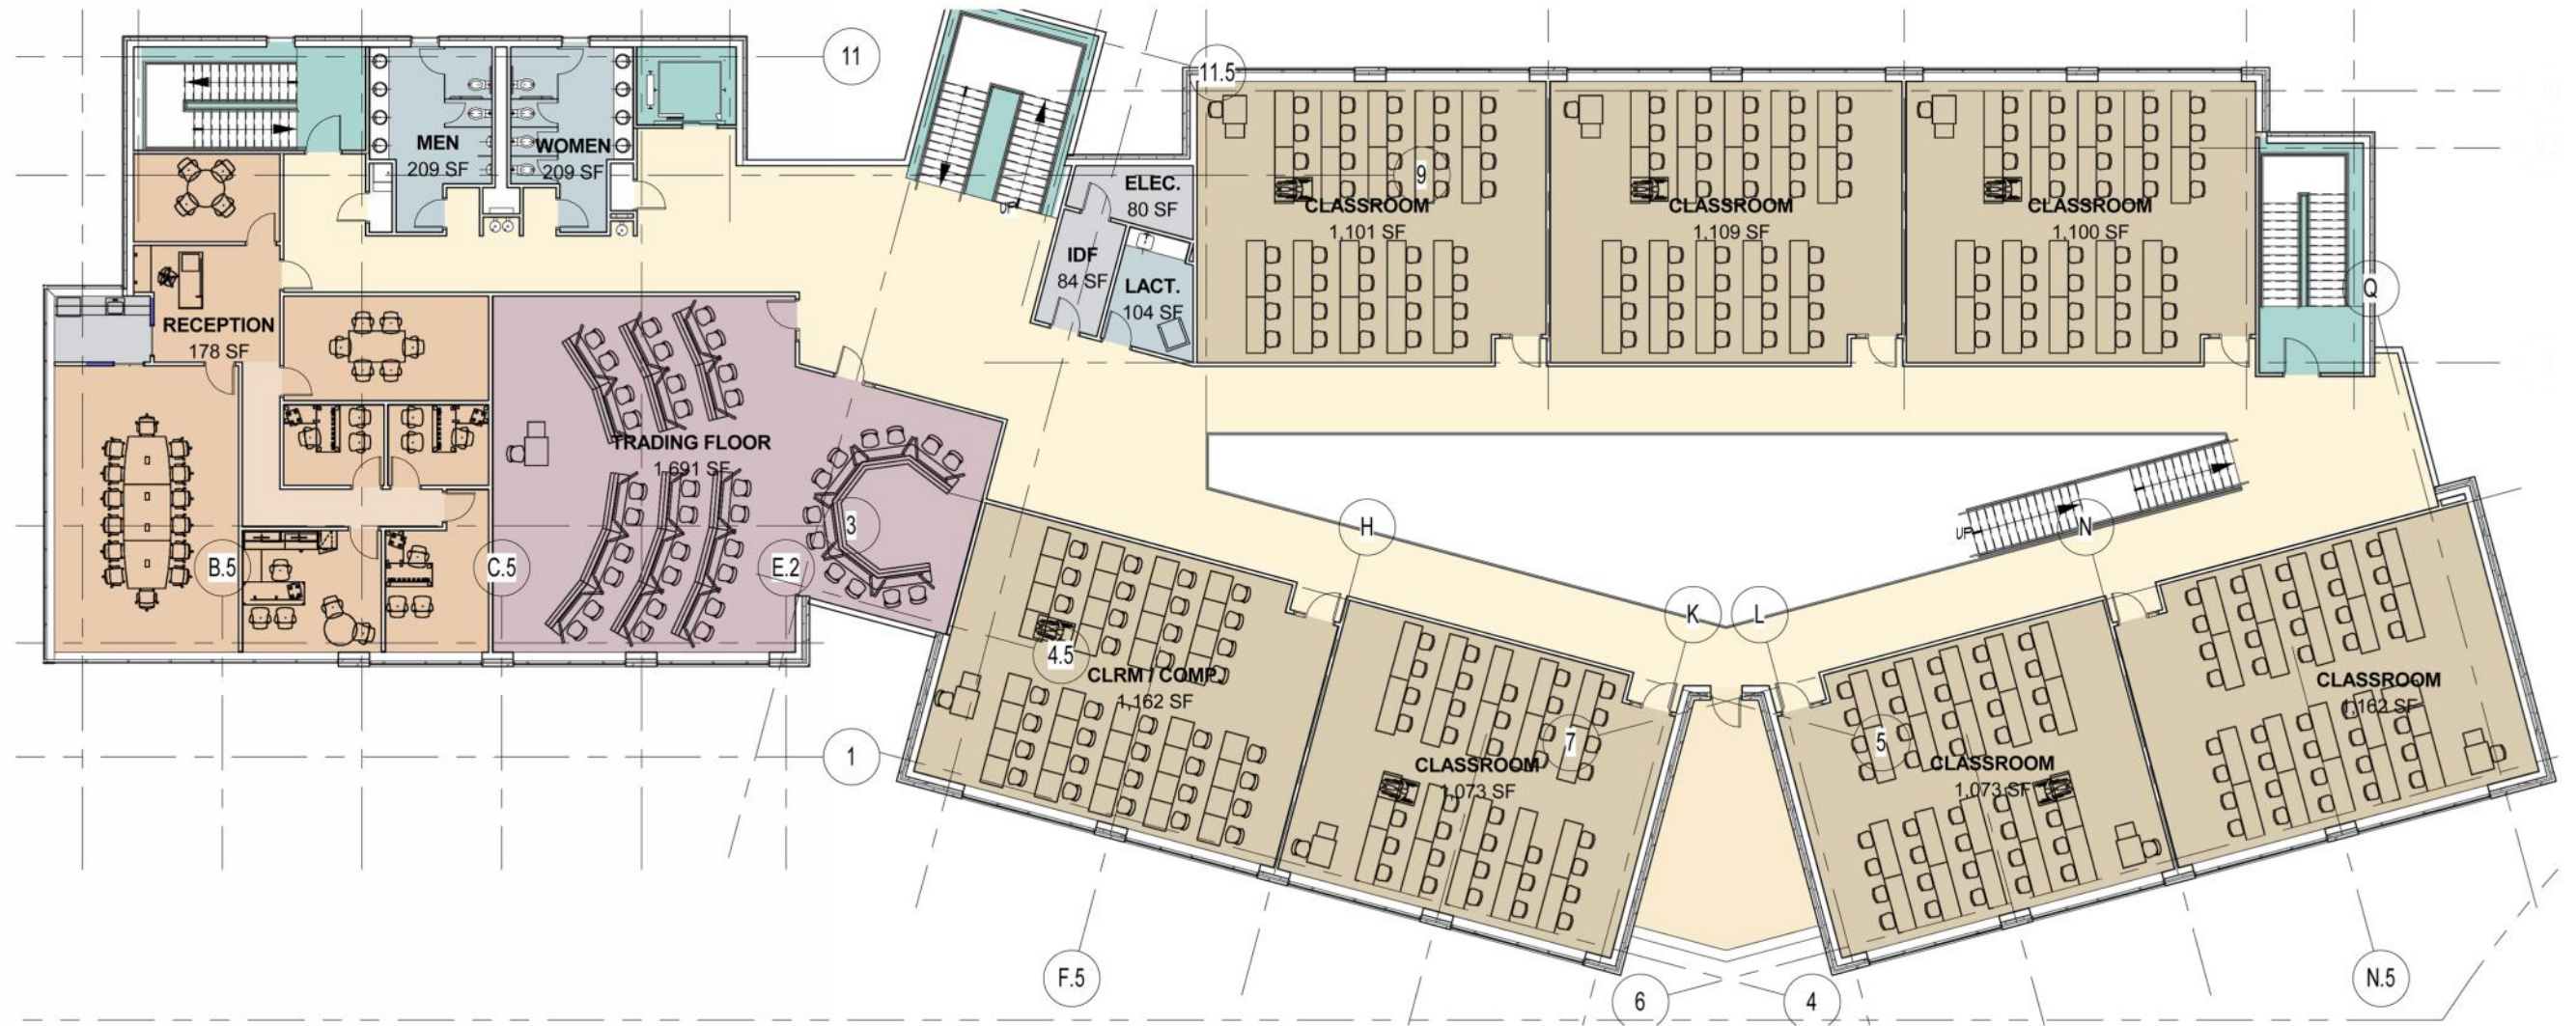 11
11.5
MEN
209 SF
WOMEN
209 SF
ELEC.
80 SF
9
CLASSROOM
1,101 SF
CLASSROOM
1,109 SF
CLASSROOM
1,100 SF
UP
IDF
84 SF
LACT.
104 SF
Q
RECEPTION
178 SF
TRADING FLOOR
1,691 SF
3
H
N
UP
B.5
C.5
E.2
K
L
4.5
CLRM / COMP.
1,162 SF
CLASSROOM
1,162 SF
1
7
5
CLASSROOM
1,073 SF
CLASSROOM
1,073 SF
F.5
6
4
N.5